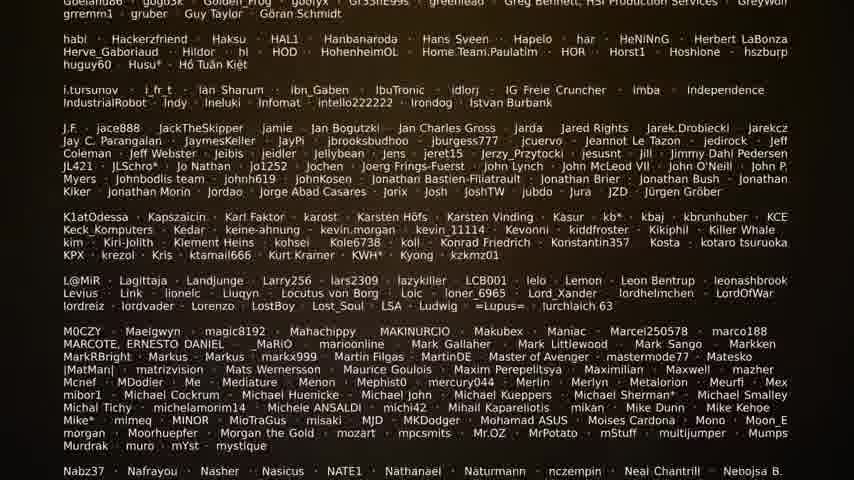 grremm1 · gruber · Guy Taylor · Göran Schmidt
habi · Hackerzfriend · Haksu · HAL1 · Hanbanaroda · Hans Sveen · Hapelo · har · HeNiNnG · Herbert LaBonza
Herve_Gaboriaud · Hildor · hl · HOD · HohenheimOL · Home.Team.Paulatim · HOR · Horst1 · Hoshione · hszburp
huguy60 · Husu* · Hồ Tuấn Kiệt
i.tursunov · i_fr_t · Ian Sharum · ibn_Gaben · IbuTronic · idlorj · IG Freie Cruncher · imba · Independence
IndustrialRobot · Indy · Ineluki · Infomat · intello222222 · Irondog · Istvan Burbank
J.F. · jace888 · JackTheSkipper · jamie · Jan Bogutzki · Jan Charles Gross · Jarda · Jared Rights · Jarek.Drobiecki · Jarekcz
Jay C. Parangalan · JaymesKeller · JayPi · jbrooksbudhoo · jburgess777 · jcuervo · Jeannot Le Tazon · jedirock · Jeff
Coleman · Jeff Webster · Jeibis · jeidler · Jellybean · Jens · jeret15 · Jerzy_Przytocki · jesusnt · jill · Jimmy Dahl Pedersen
JL421 · JLSchro* · Jo Nathan · jo1252 · Jochen · Joerg Frings-Fuerst · John Lynch · John McLeod VII · John O'Neill · John P.
Myers · Johnbodlis team · johnh619 · JohnKosen · Jonathan Bastien-Filiatrault · Jonathan Brier · Jonathan Bush · Jonathan
Kiker · Jonathan Morin · Jordao · Jorge Abad Casares · Jorix · Josh · JoshTW · jubdo · Jura · JZD · Jürgen Gröber
K1atOdessa · Kapszaicin · Karl Faktor · karost · Karsten Höfs · Karsten Vinding · Kasur · kb* · kbaj · kbrunhuber · KCE
Keck_Komputers · Kedar · keine-ahnung · kevin.morgan · kevin_11114 · Kevonni · kiddfroster · Kikiphil · Killer Whale
kim · Kiri-Jolith · Klement Heins · kohsei · Kole6738 · koll · Konrad Friedrich · Konstantin357 · Kosta · kotaro tsuruoka
KPX · krezol · Kris · ktamail666 · Kurt Kramer · KWH* · Kyong · kzkmz01
L@MiR · Lagittaja · Landjunge · Larry256 · lars2309 · lazykiller · LCB001 · lelo · Lemon · Leon Bentrup · leonashbrook
Levius · Link · lionelc · Liuqyn · Locutus von Borg · Loic · loner_6965 · Lord_Xander · lordhelmchen · LordOfWar
lordreiz · lordvader · Lorenzo · LostBoy · Lost_Soul · LSA · Ludwig · =Lupus= · lurchlaich 63
M0CZY · Maelgwyn · magic8192 · Mahachippy · MAKINURCIO · Makubex · Maniac · Marcel250578 · marco188
MARCOTE, ERNESTO DANIEL · _MaRiO · marioonline · Mark Gallaher · Mark Littlewood · Mark Sango · Markken
MarkRBright · Markus · Markus · markx999 · Martin Filgas · MartinDE · Master of Avenger · mastermode77 · Matesko
|MatMan| · matrizvision · Mats Wernersson · Maurice Goulois · Maxim Perepelitsya · Maximilian · Maxwell · mazher
Mcnef · MDodier · Me · Mediature · Menon · Mephist0 · mercury044 · Merlin · Merlyn · Metalorion · Meurfi · Mex
mibor1 · Michael Cockrum · Michael Huenicke · Michael John · Michael Kueppers · Michael Sherman* · Michael Smalley
Michal Tichy · michelamorim14 · Michele ANSALDI · michi42 · Mihail Kapareliotis · mikan · Mike Dunn · Mike Kehoe
Mike* · mimeq · MiNOR · MioTraGus · misaki · MJD · MKDodger · Mohamad ASUS · Moises Cardona · Mono · Moon_E
morgan · Moorhuepfer · Morgan the Gold · mozart · mpcsmits · Mr.OZ · MrPotato · mStuff · multijumper · Mumps
Murdrak · muro · mYst · mystique
Nabz37 · Nafrayou · Nasher · Nasicus · NATE1 · Nathanael · Naturmann · nczempin · Neal Chantrill · Nebojsa B.